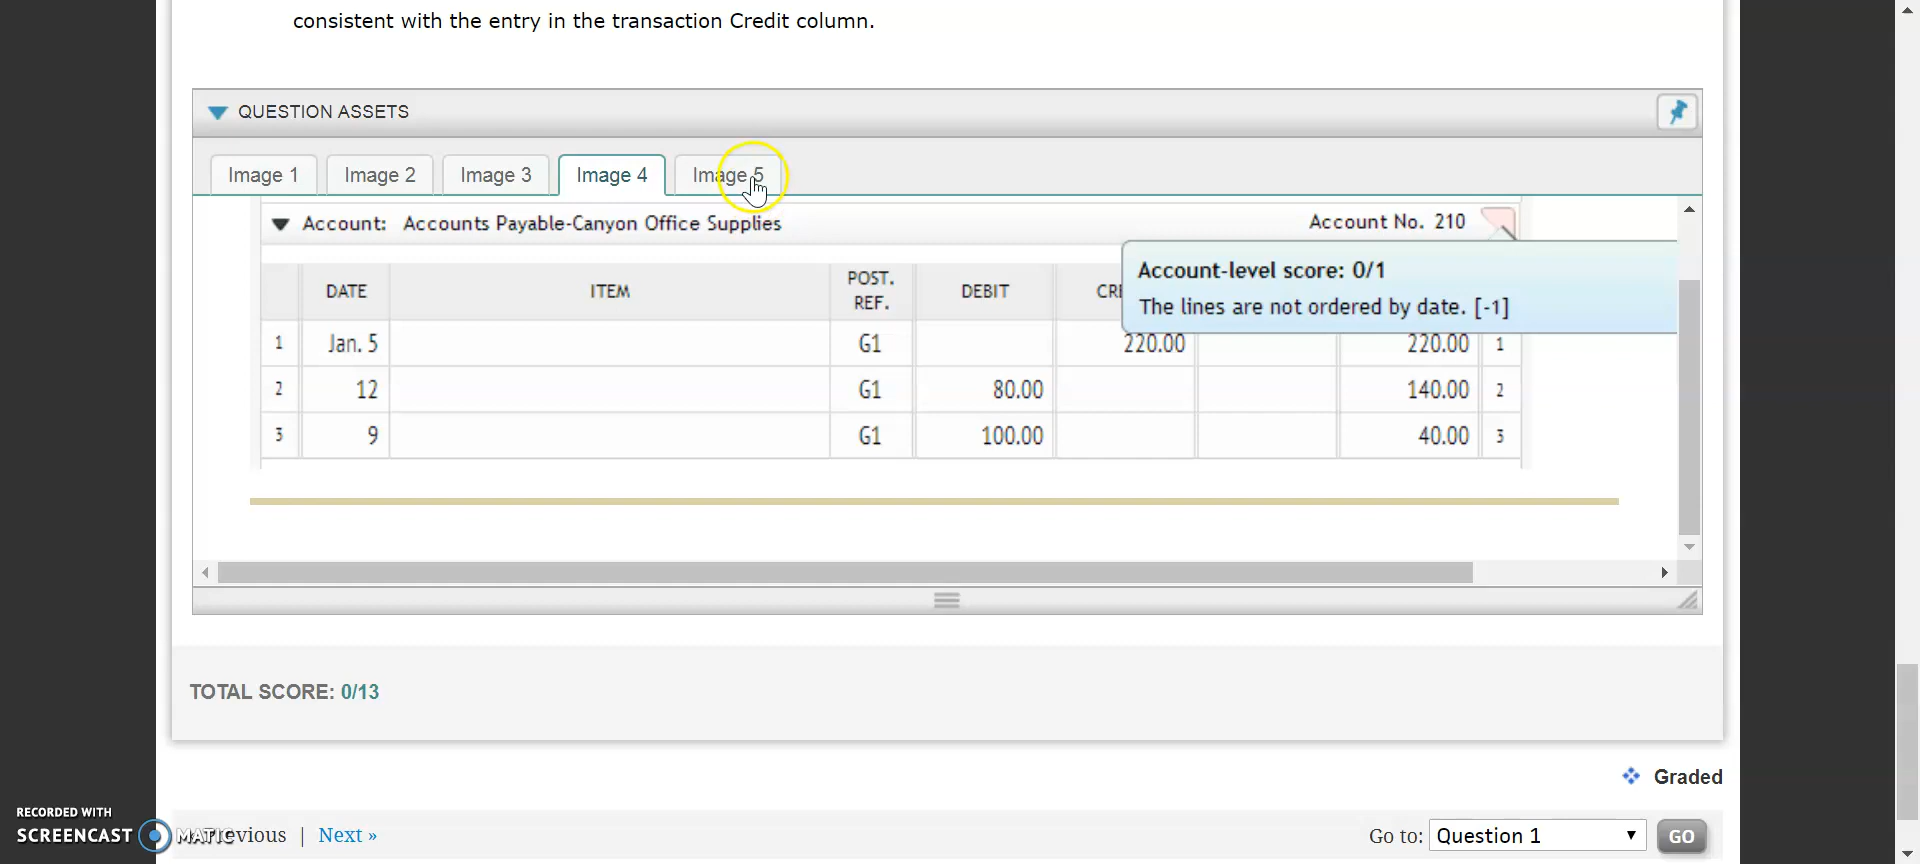 consistent with the entry in the transaction Credit column.
QUESTION ASSETS
Image 1 Image 2 Image 3 Image 4 Image 5
Account: Accounts Payable-Canyon Office Supplies Account No. 210
Account-level score: 0/1
The lines are not ordered by date. [-1]
DATE ITEM POST. REF. DEBIT
1 Jan. 5 G1 220.00 220.00 1
2 12 G1 80.00 140.00 2
3 9 G1 100.00 40.00 3
TOTAL SCORE: 0/13
Graded
RECORDED WITH
SCREENCAST MATIC
| Next » Go to: Question 1 GO